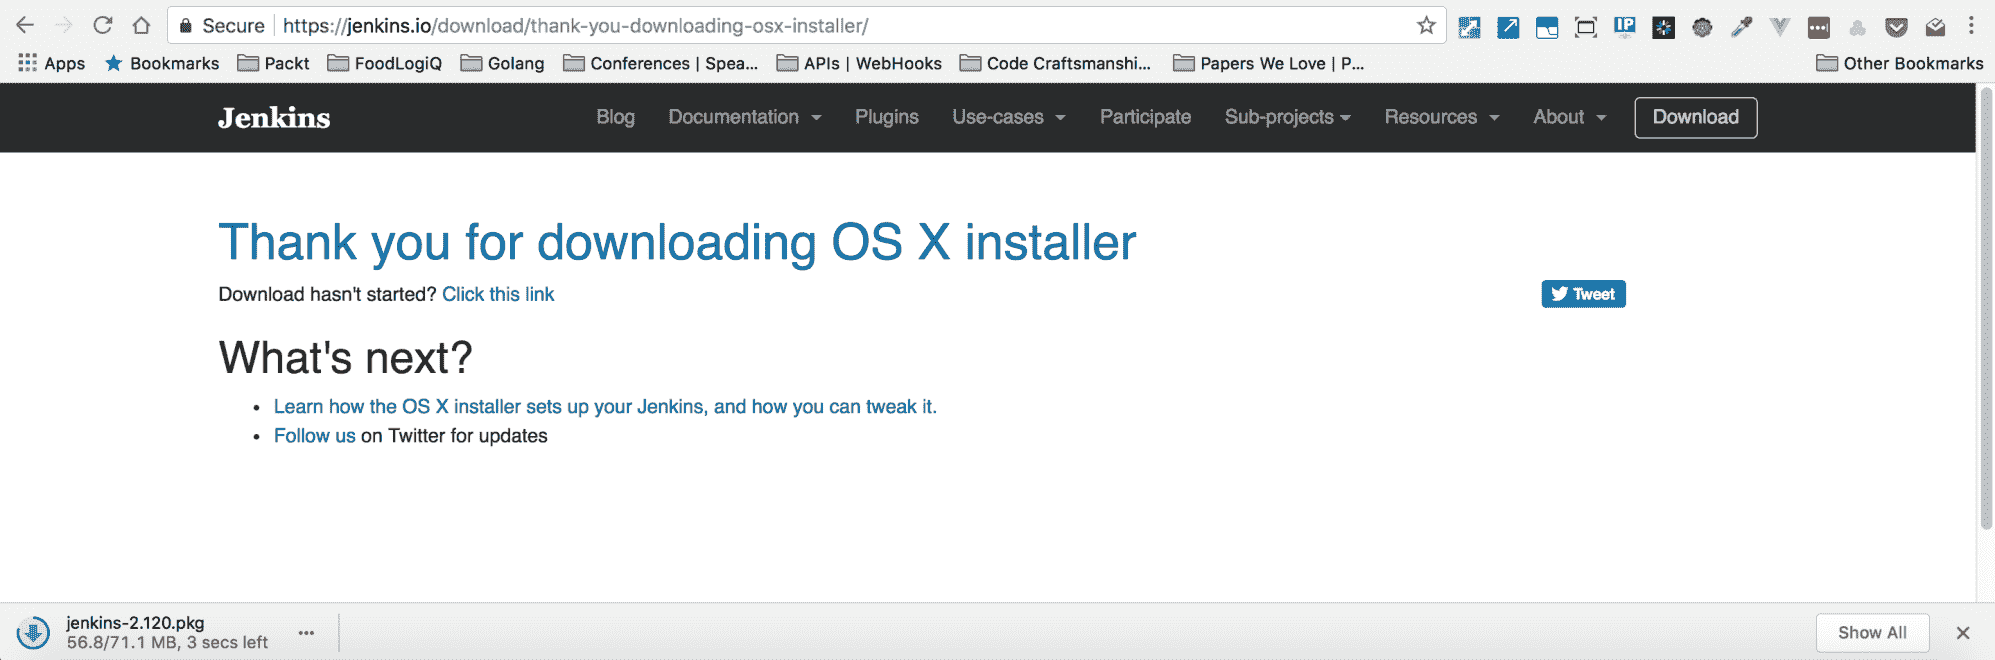 Secure https://jenkins.io/download/thank-you-downloading-osx-installer/
IP
Apps Bookmarks Packt FoodLogiQ Golang Conferences | Spea... APIs | WebHooks Code Craftsmanshi... Papers We Love | P... Other Bookmarks
Jenkins Blog Documentation Plugins Use-cases Participate Sub-projects Resources About Download
Thank you for downloading OS X installer
Download hasn't started? Click this link
Tweet
What's next?
• Learn how the OS X installer sets up your Jenkins, and how you can tweak it.
• Follow us on Twitter for updates
jenkins-2.120.pkg
56.8/71.1 MB, 3 secs left
Show All